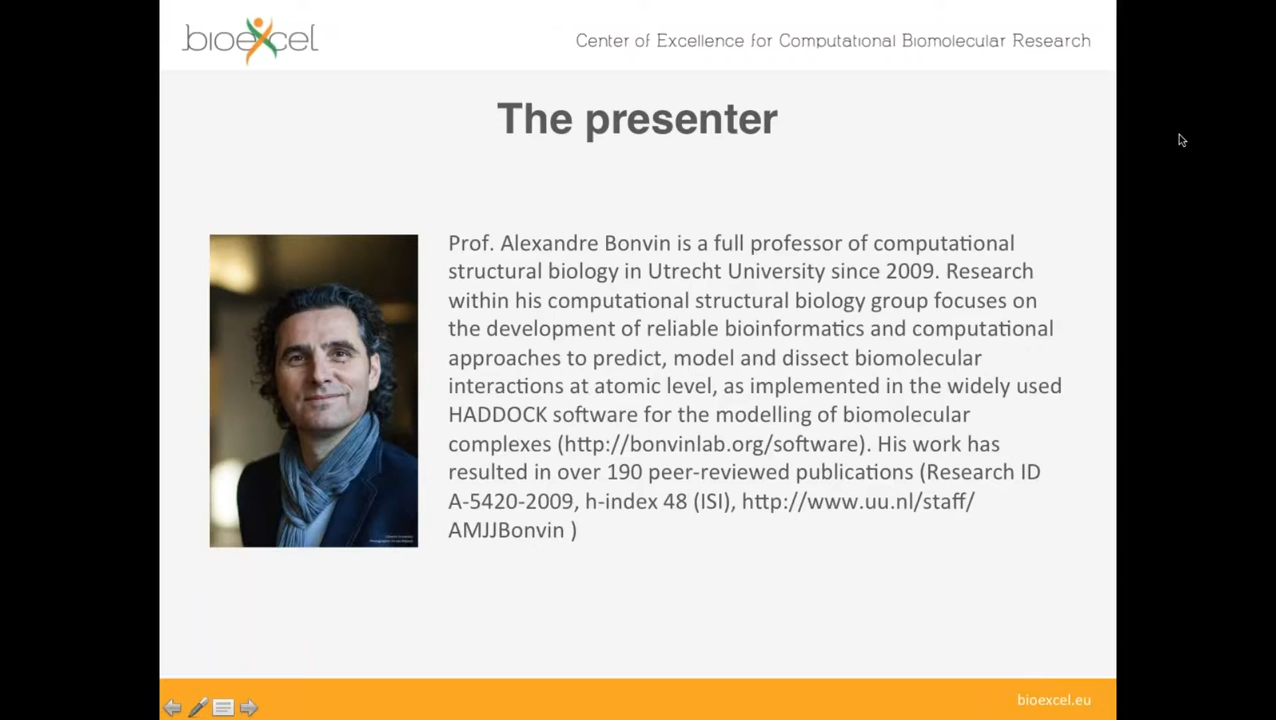 bioexcel
Center of Excellence for Computational Biomolecular Research
The presenter
Prof. Alexandre Bonvin is a full professor of computational
structural biology in Utrecht University since 2009. Research
within his computational structural biology group focuses on
the development of reliable bioinformatics and computational
approaches to predict, model and dissect biomolecular
interactions at atomic level, as implemented in the widely used
HADDOCK software for the modelling of biomolecular
complexes (http://bonvinlab.org/software). His work has
resulted in over 190 peer-reviewed publications (Research ID
A-5420-2009, h-index 48 (ISI), http://www.uu.nl/staff/
AMJJBonvin )
bioexcel.eu